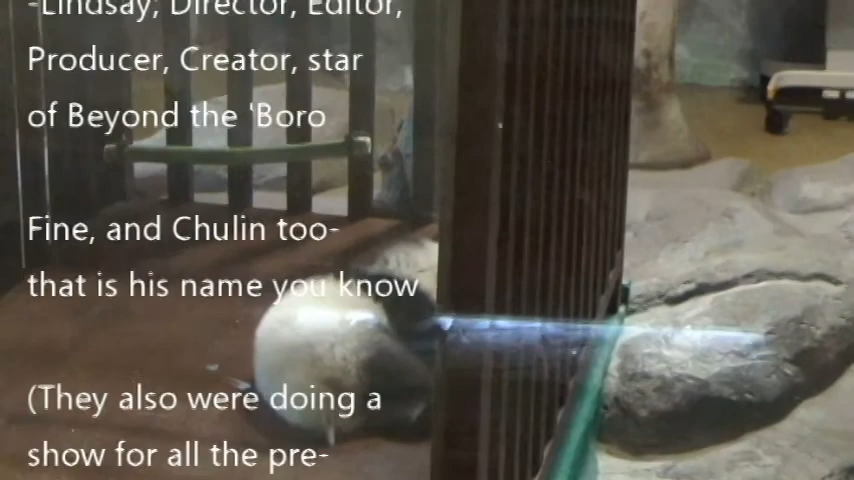 -Lindsay; Director, Editor,
Producer, Creator, star
of Beyond the 'Boro
Fine, and Chulin too-
that is his name you know
(They also were doing a
show for all the pre-